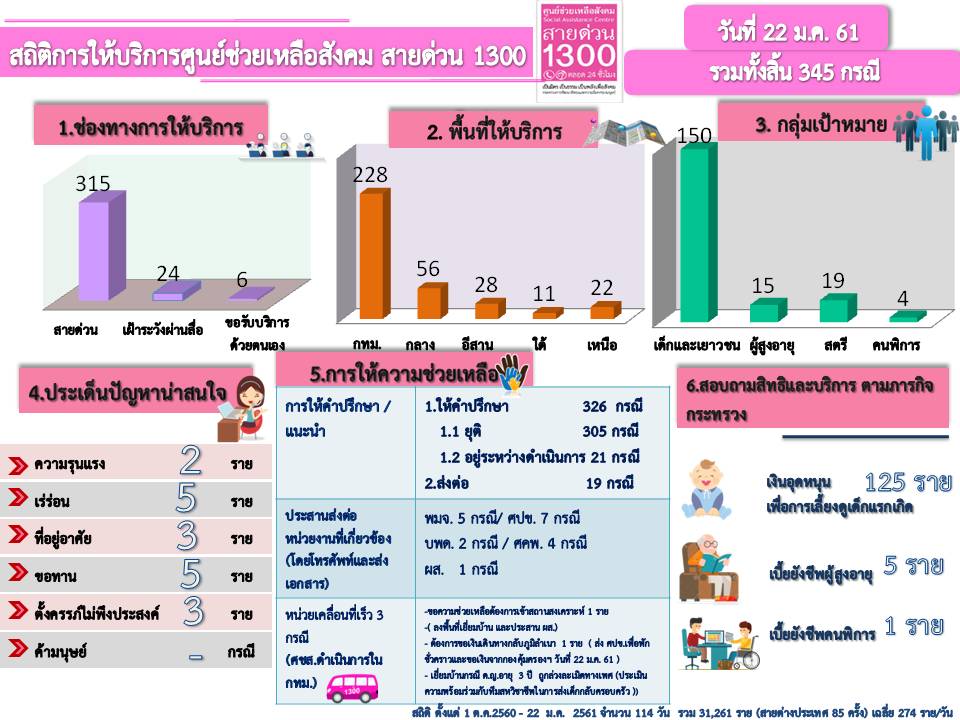 สถิติการให้บริการศูนย์ช่วยเหลือสังคม สายด่วน 1300
ศูนย์ช่วยเหลือสังคม
Social Assistance Centre
สายด่วน
1300
ตลอด 24 ชั่วโมง
เป็นมิตร เป็นธรรม เป็นพลังเพื่อสังคม
วันที่ 22 ม.ค. 61
รวมทั้งสิ้น 345 กรณี
1.ช่องทางการให้บริการ
315
24
6
สายด่วน เฝ้าระวังผ่านสื่อ ขอรับบริการ
ด้วยตนเอง
2. พื้นที่ให้บริการ
228
56
28
11
22
กทม. กลาง อีสาน ใต้ เหนือ
3. กลุ่มเป้าหมาย
150
15
19
4
เด็กและเยาวชน ผู้สูงอายุ สตรี คนพิการ
4.ประเด็นปัญหาน่าสนใจ
ความรุนแรง 2 ราย
เร่ร่อน 5 ราย
ที่อยู่อาศัย 3 ราย
ขอทาน 5 ราย
ตั้งครรภ์ไม่พึงประสงค์ 3 ราย
ค้ามนุษย์ - กรณี
5.การให้ความช่วยเหลือ
การให้คำปรึกษา /
แนะนำ
1.ให้คำปรึกษา 326 กรณี
1.1 ยุติ 305 กรณี
1.2 อยู่ระหว่างดำเนินการ 21 กรณี
2.ส่งต่อ 19 กรณี
ประสานส่งต่อ
หน่วยงานที่เกี่ยวข้อง
(โดยโทรศัพท์และส่ง
เอกสาร)
พมจ. 5 กรณี/ ศปข. 7 กรณี
บพด. 2 กรณี / ศคพ. 4 กรณี
ผส. 1 กรณี
หน่วยเคลื่อนที่เร็ว 3
กรณี
(ศชส.ดำเนินการใน
กทม.)
1300
-ขอความช่วยเหลือต้องการเข้าสถานสงเคราะห์ 1 ราย
-( ลงพื้นที่เยี่ยมบ้าน และประสาน ผส.)
- ต้องการขอเงินเดินทางกลับภูมิลำเนา 1 ราย ( ส่ง ศปข.เพื่อพัก
ชั่วคราวและขอเงินจากกองคุ้มครองฯ วันที่ 22 ม.ค. 61 )
- เยี่ยมบ้านกรณี ด.ญ.อายุ 3 ปี ถูกล่วงละเมิดทางเพศ (ประเมิน
ความพร้อมร่วมกับทีมสหวิชาชีพในการส่งเด็กกลับครอบครัว ))
6.สอบถามสิทธิและบริการ ตามภารกิจ
กระทรวง
เงินอุดหนุน 125 ราย
เพื่อการเลี้ยงดูเด็กแรกเกิด
เบี้ยยังชีพผู้สูงอายุ 5 ราย
เบี้ยยังชีพคนพิการ 1 ราย
สถิติ ตั้งแต่ 1 ต.ค.2560 - 22 ม.ค. 2561 จำนวน 114 วัน รวม 31,261 ราย (สายต่างประเทศ 85 ครั้ง) เฉลี่ย 274 ราย/วัน